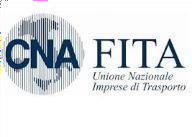 CNA FITA
Unione Nazionale
Imprese di Trasporto